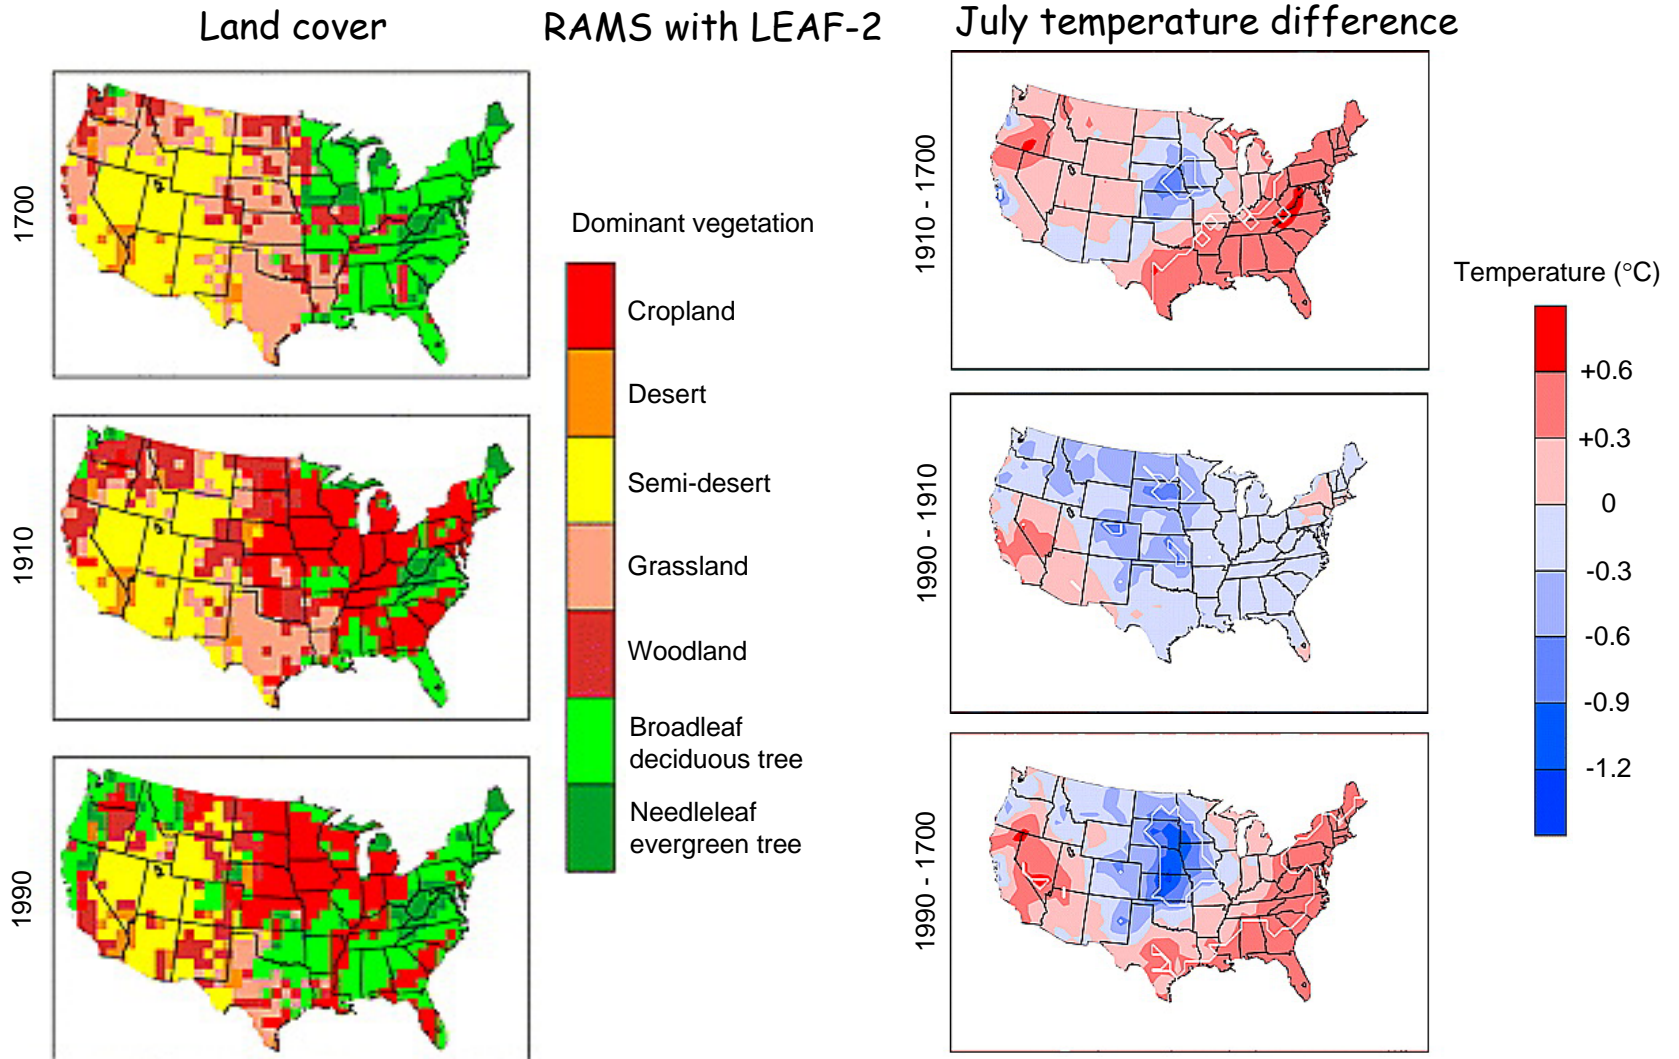 Land cover
RAMS with LEAF-2
July temperature difference
1700
1910
1990
Dominant vegetation
Cropland
Desert
Semi-desert
Grassland
Woodland
Broadleaf
deciduous tree
Needleleaf
evergreen tree
1910 - 1700
1990 - 1910
1990 - 1700
Temperature (°C)
+0.6
+0.3
0
-0.3
-0.6
-0.9
-1.2